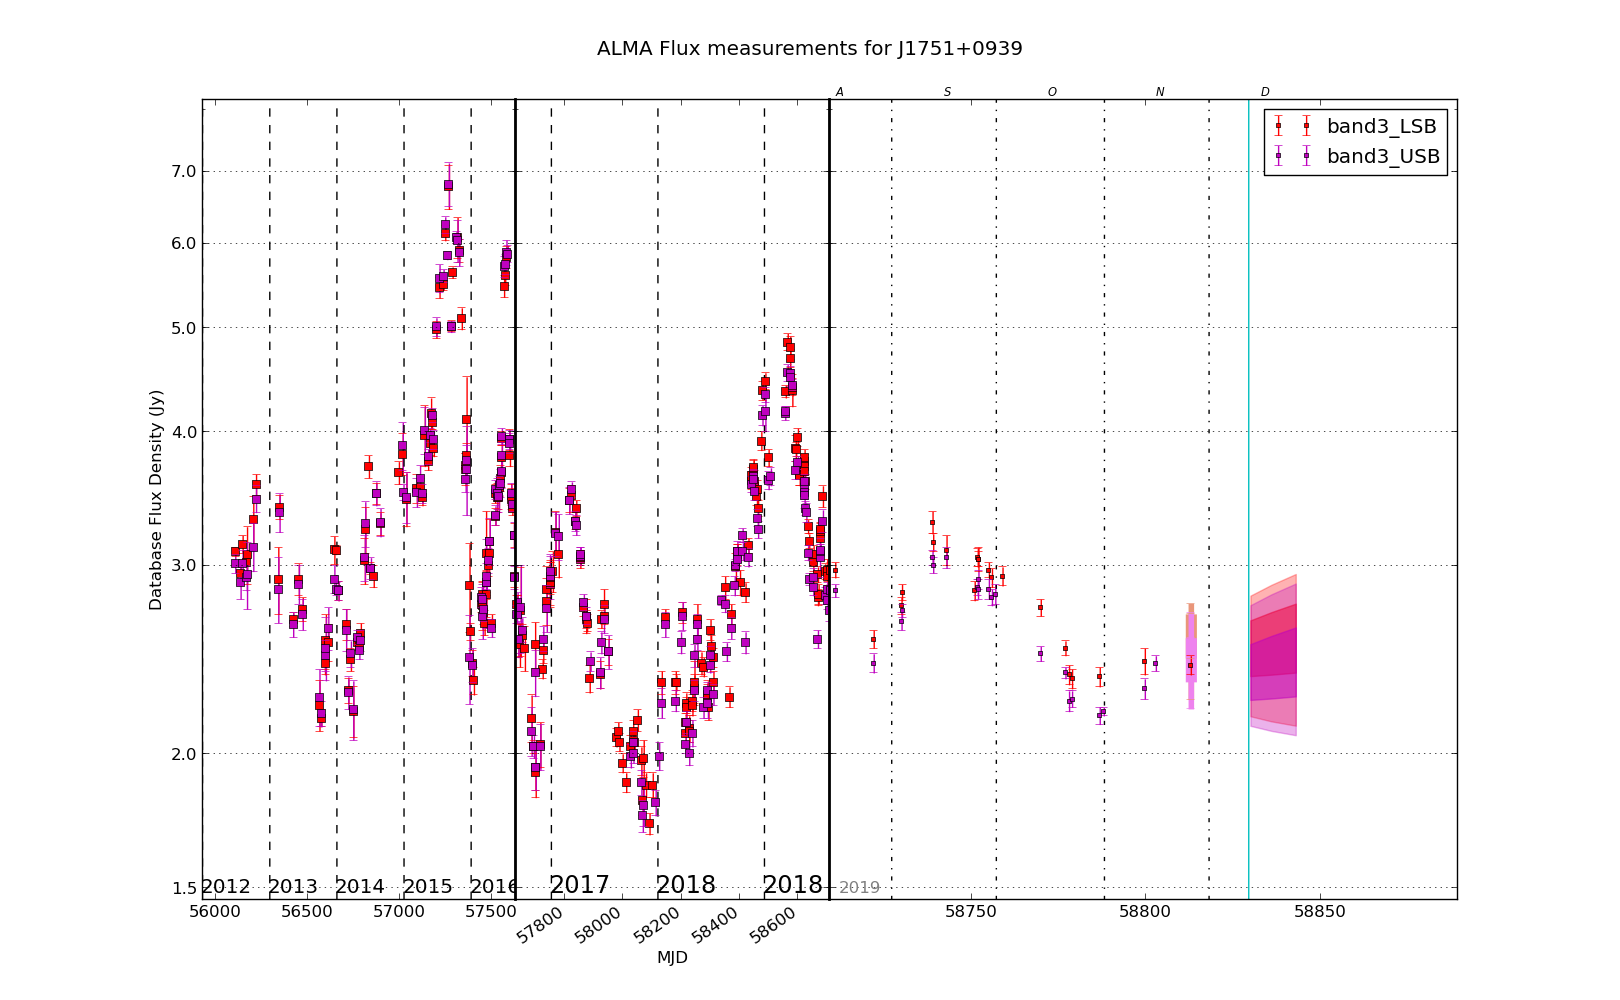 ALMA Flux measurements for J1751+0939
A S O N D
band3_LSB
band3_USB
7.0
6.0
5.0
4.0
3.0
2.0
1.5
Database Flux Density (Jy)
2012 2013 2014 2015 2016 2017 2018 2018 2019
56000 56500 57000 57500 57800 58000 58200 58400 58600 58750 58800 58850
MJD